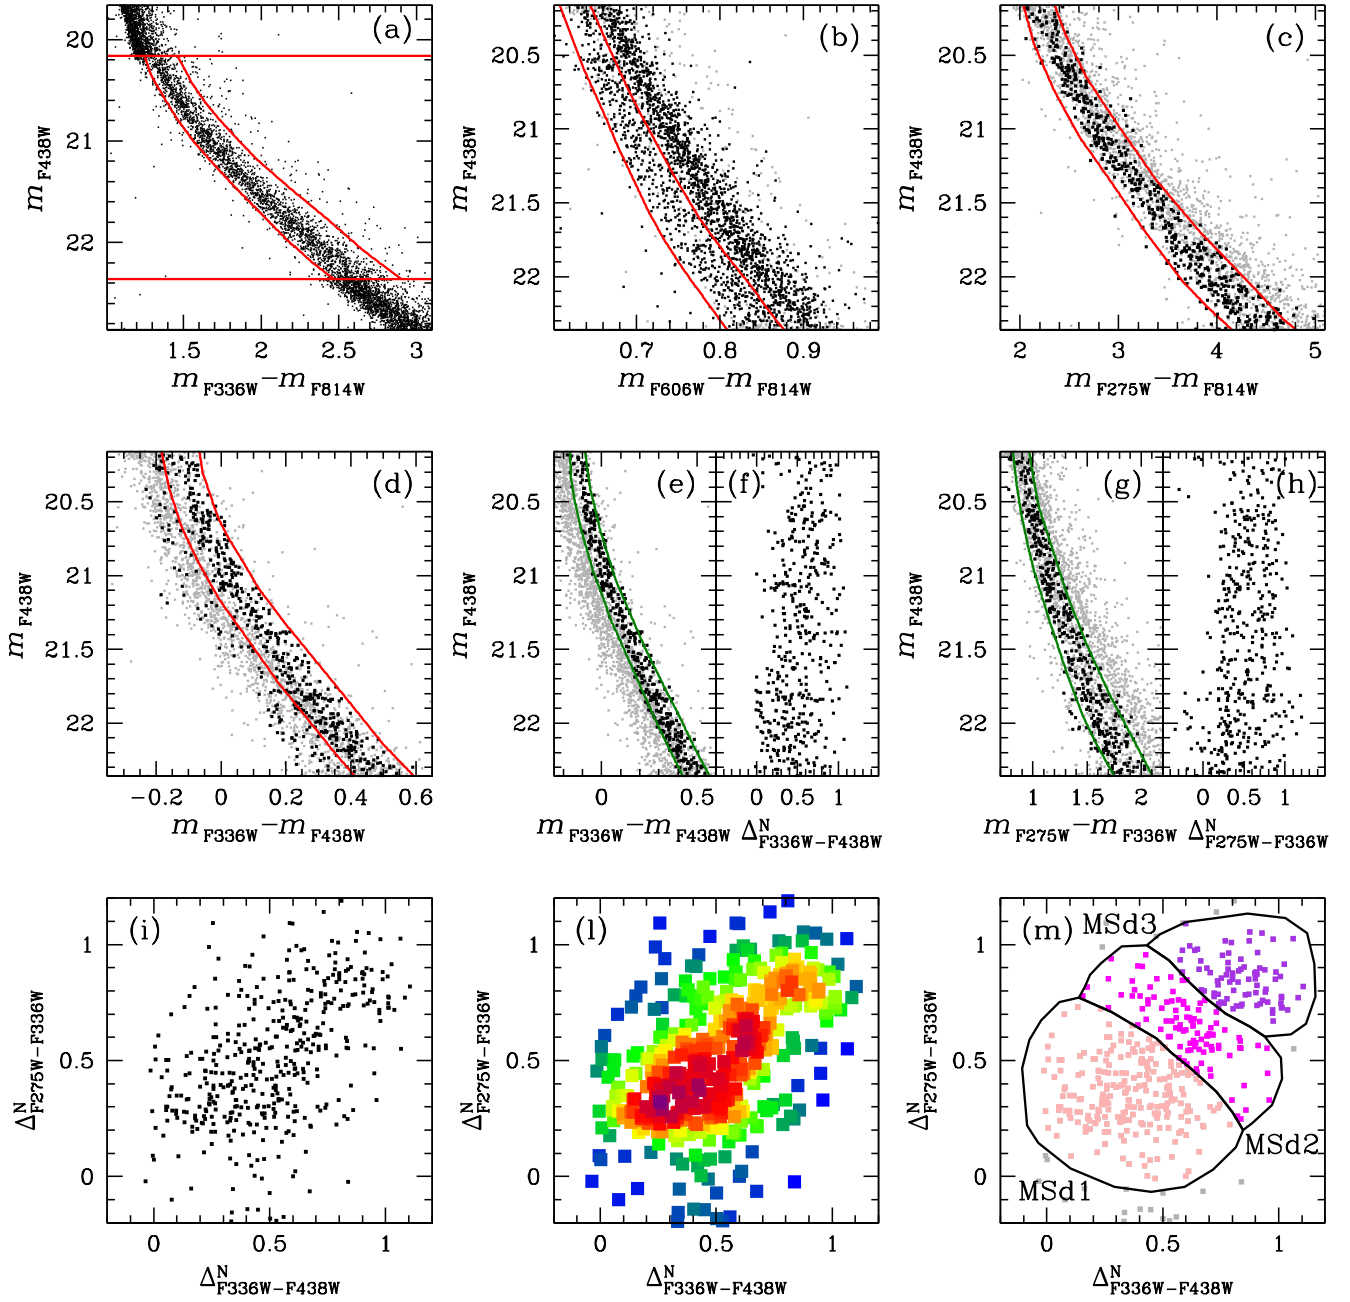 (a)
20
21
22
m F438W
1.5 2 2.5 3
m F336W−m F814W
(b)
20.5
21
21.5
22
m F438W
0.7 0.8 0.9
m F606W−m F814W
(c)
20.5
21
21.5
22
m F438W
2 3 4 5
m F275W−m F814W
(d)
20.5
21
21.5
22
m F438W
−0.2 0 0.2 0.4 0.6
m F336W−m F438W
(e)
(f)
20.5
21
21.5
22
m F438W
0 0.5 0 0.5 1
m F336W−m F438W
Δ N F336W−F438W
(g)
(h)
20.5
21
21.5
22
m F438W
1 1.5 2 0 0.5 1
m F275W−m F336W
Δ N F275W−F336W
(i)
1
0.5
0
Δ N F275W−F336W
0 0.5 1
Δ N F336W−F438W
(l)
1
0.5
0
Δ N F275W−F336W
0 0.5 1
Δ N F336W−F438W
(m)
MSd3
MSd2
MSd1
1
0.5
0
Δ N F275W−F336W
0 0.5 1
Δ N F336W−F438W